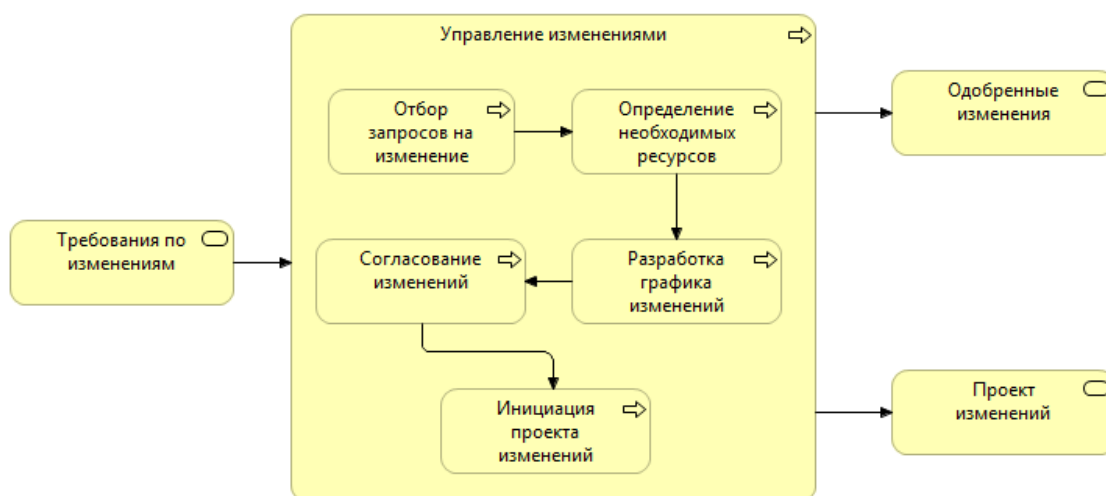 Управление изменениями
Отбор
запросов на
изменение
Определение
необходимых
ресурсов
Одобренные
изменения
Требования по
изменениям
Согласование
изменений
Разработка
графика
изменений
Инициация
проекта
изменений
Проект
изменений